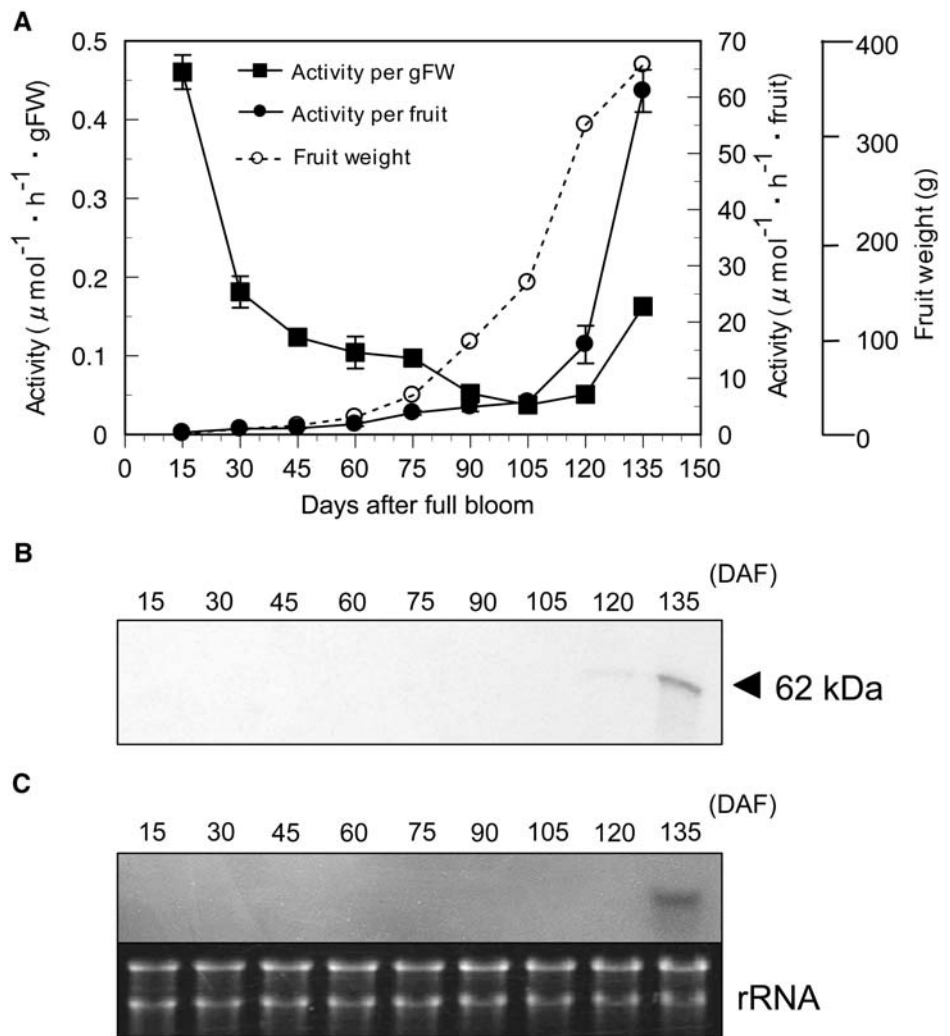 A
0.5
0.4
0.3
0.2
0.1
0
Activity ( μ mol⁻¹ · h⁻¹ · gFW)
Activity per gFW
Activity per fruit
Fruit weight
70
60
50
40
30
20
10
0
Activity ( μ mol⁻¹ · h⁻¹ · fruit)
400
300
200
100
0
Fruit weight (g)
0 15 30 45 60 75 90 105 120 135 150
Days after full bloom
B
(DAF)
15 30 45 60 75 90 105 120 135
62 kDa
C
(DAF)
15 30 45 60 75 90 105 120 135
rRNA